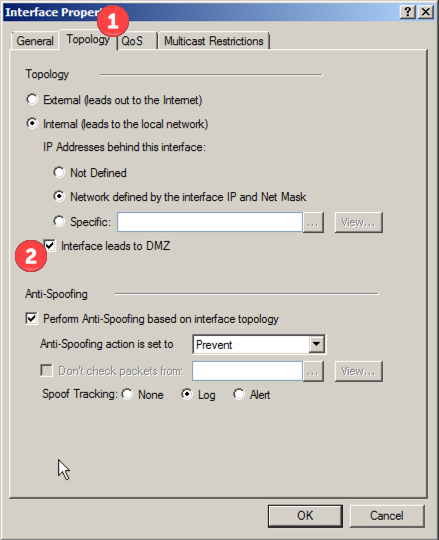 Interface Proper
1
General Topology QoS Multicast Restrictions
Topology
External (leads out to the Internet)
Internal (leads to the local network)
IP Addresses behind this interface:
Not Defined
Network defined by the interface IP and Net Mask
Specific: ... View...
2
Interface leads to DMZ
Anti-Spoofing
Perform Anti-Spoofing based on interface topology
Anti-Spoofing action is set to Prevent
Don't check packets from: ... View...
Spoof Tracking: None Log Alert
OK Cancel